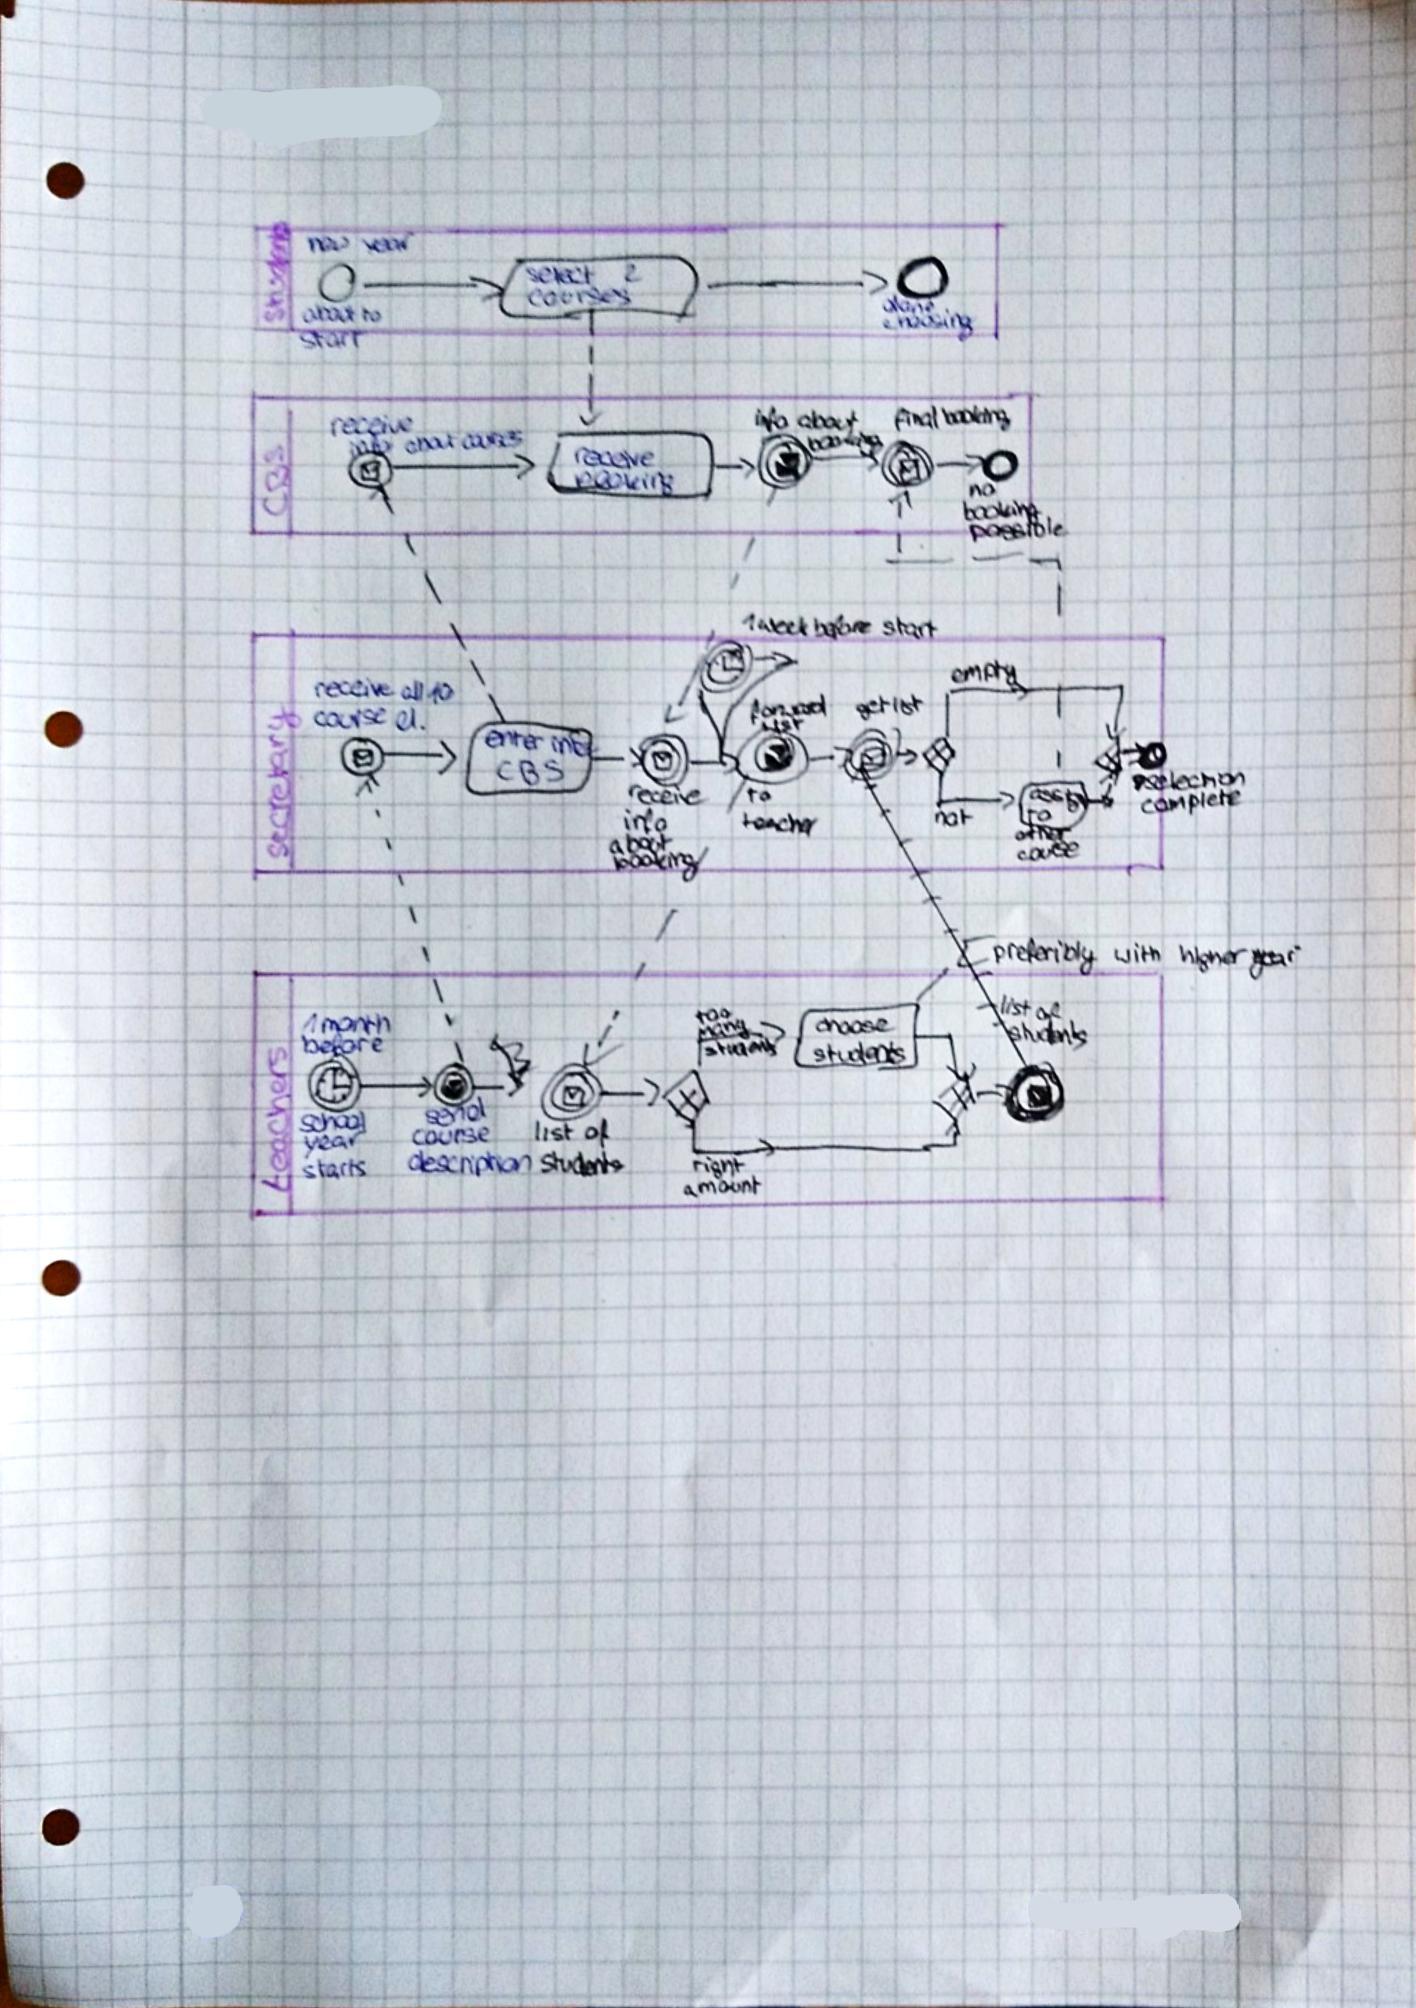 Students
new year
about to
start
select 2
courses
done
choosing
CBS
receive
info about courses
receive
booking
info about
booking
final booking
no
booking
possible
secretary
receive all 10
course d.
enter info
CBS
receive
info
about
booking
1 week before start
forward
list
to
teacher
get list
empty
not
assign
to
other
course
selection
complete
teachers
1 month
before
school
year
starts
send
course
description
list of
students
too
many
students
right
amount
choose
students
preferibly with higher year
list of
students